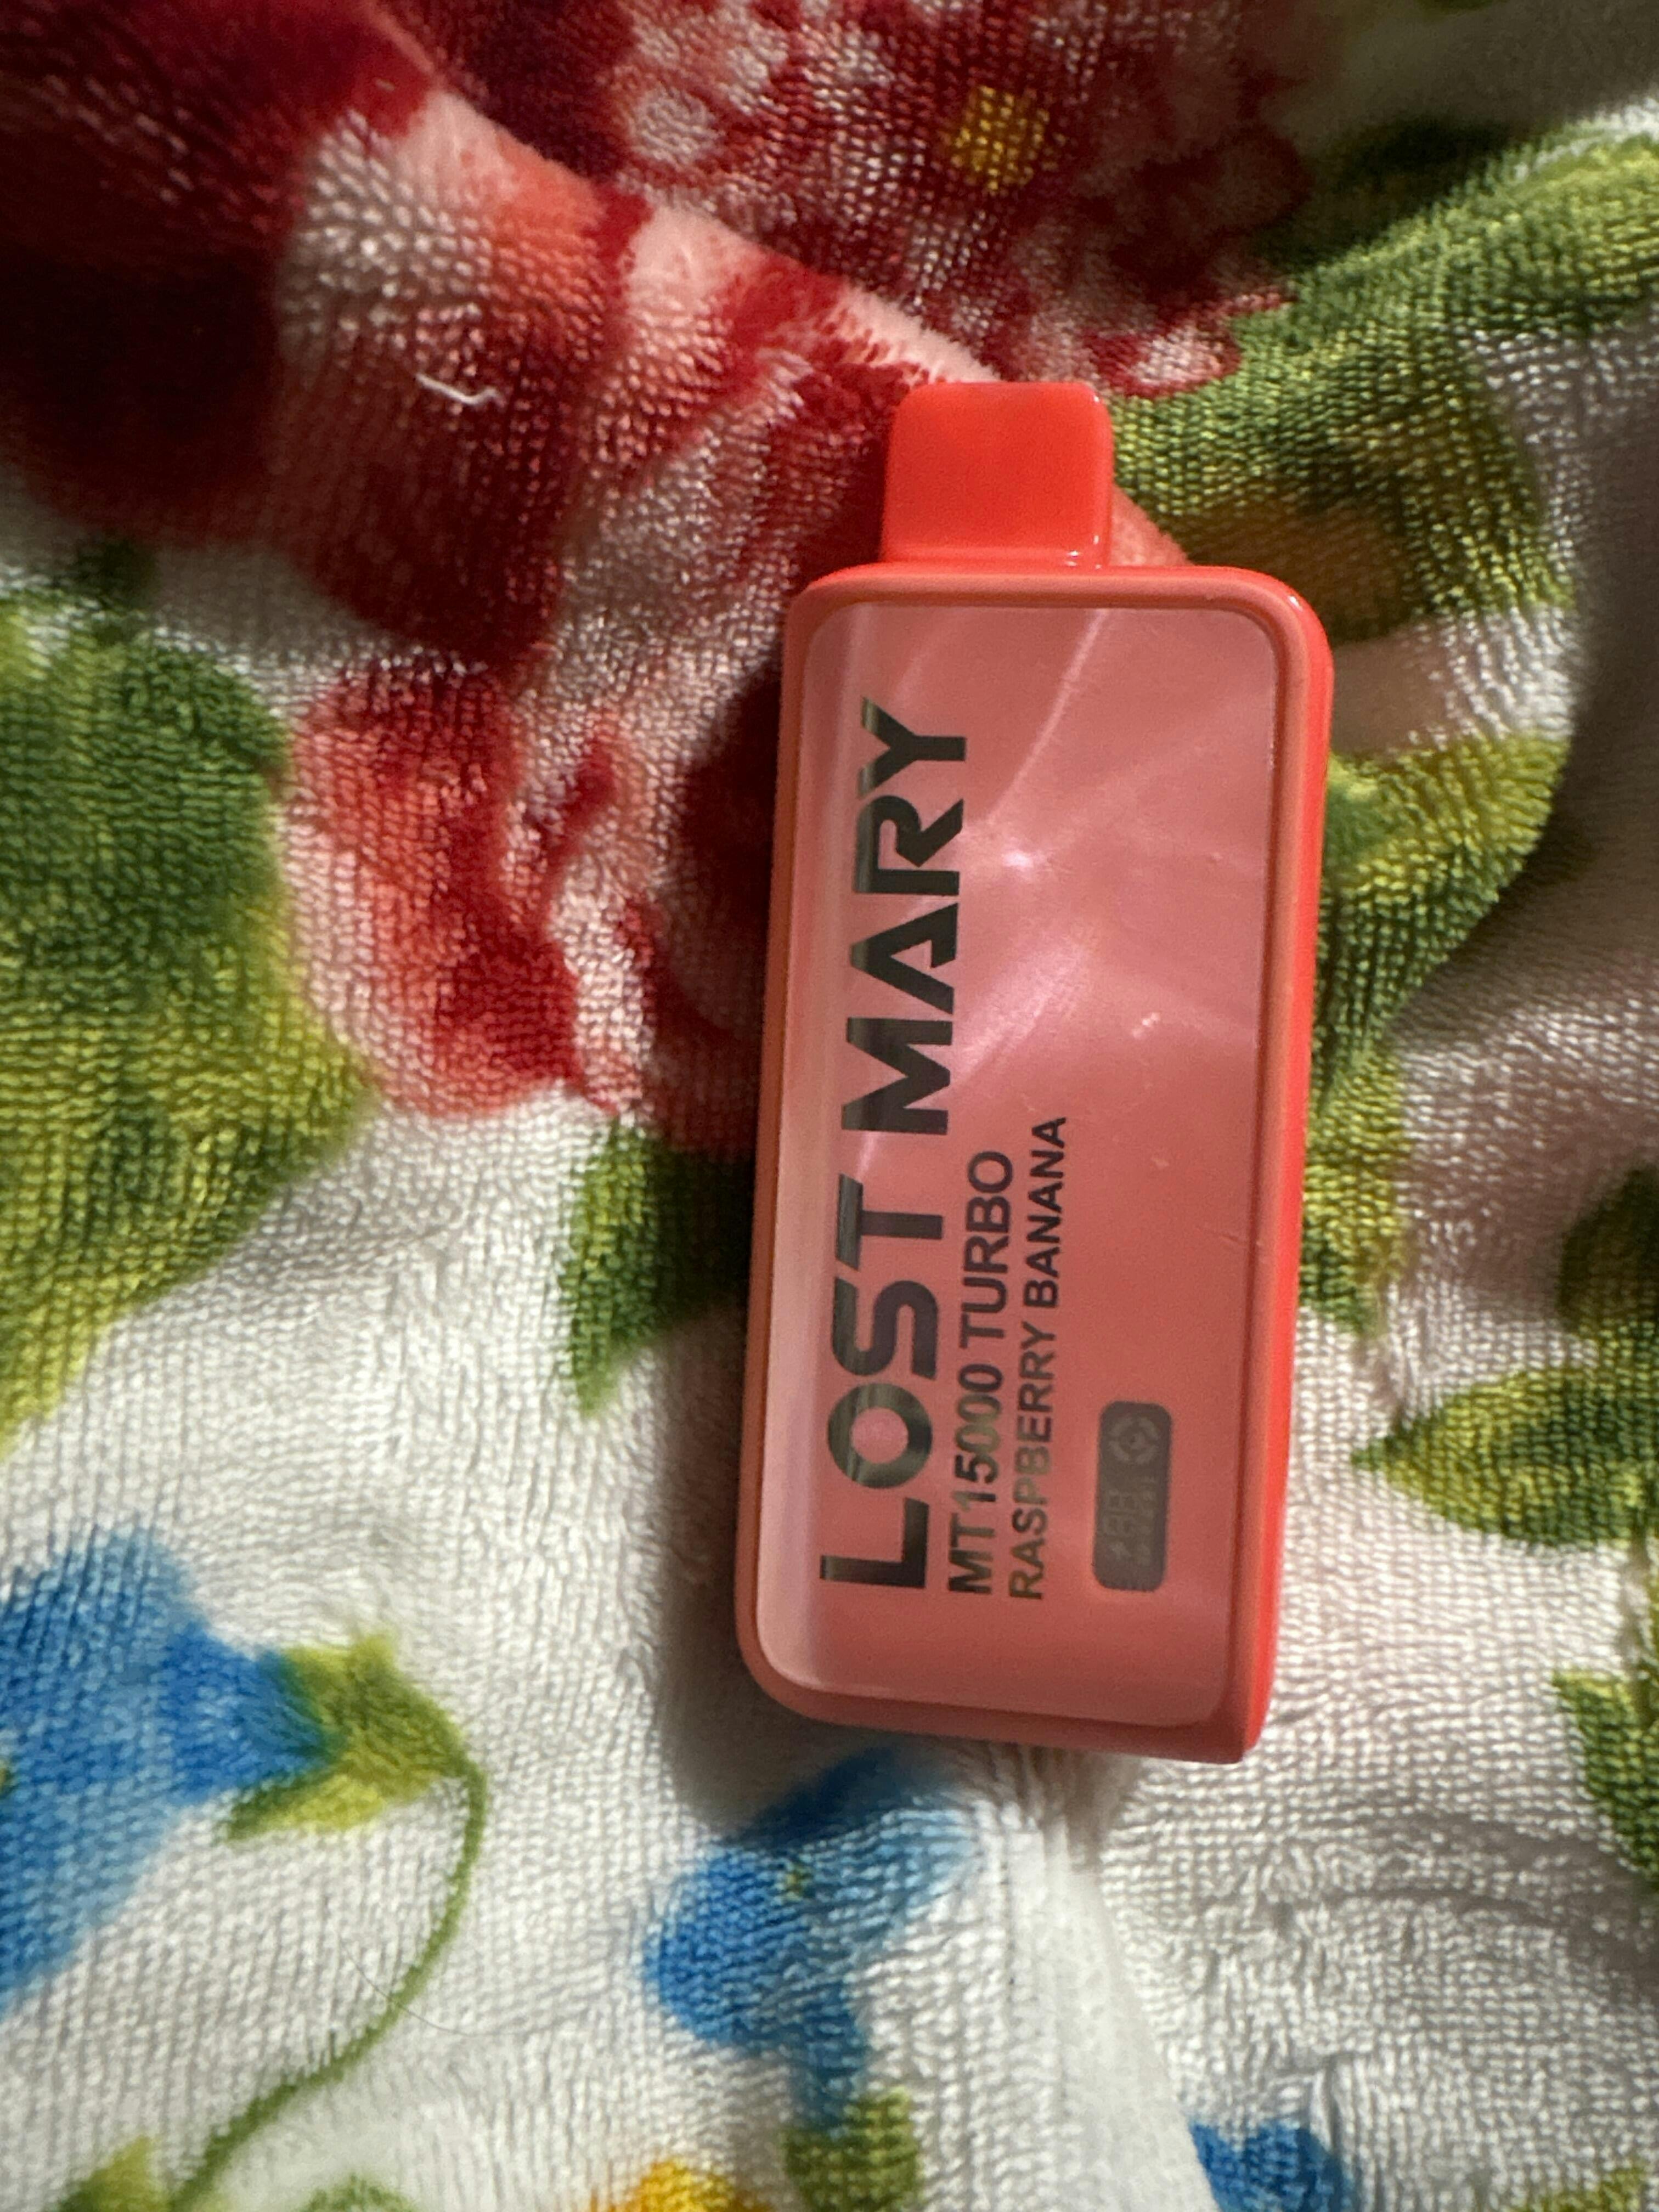 LOST MARY
MT15000 TURBO
RASPBERRY BANANA